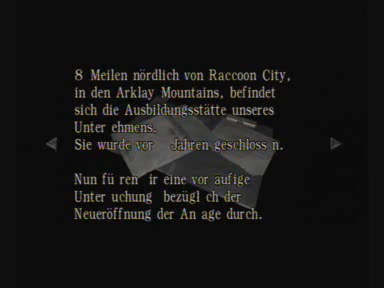 8 Meilen nördlich von Raccoon City,
in den Arklay Mountains, befindet
sich die Ausbildungsstätte unseres
Unter ehmens.
Sie wurde vor Jahren geschloss n.
Nun fü ren ir eine vor äufige
Unter uchung bezügl ch der
Neueröffnung der An age durch.